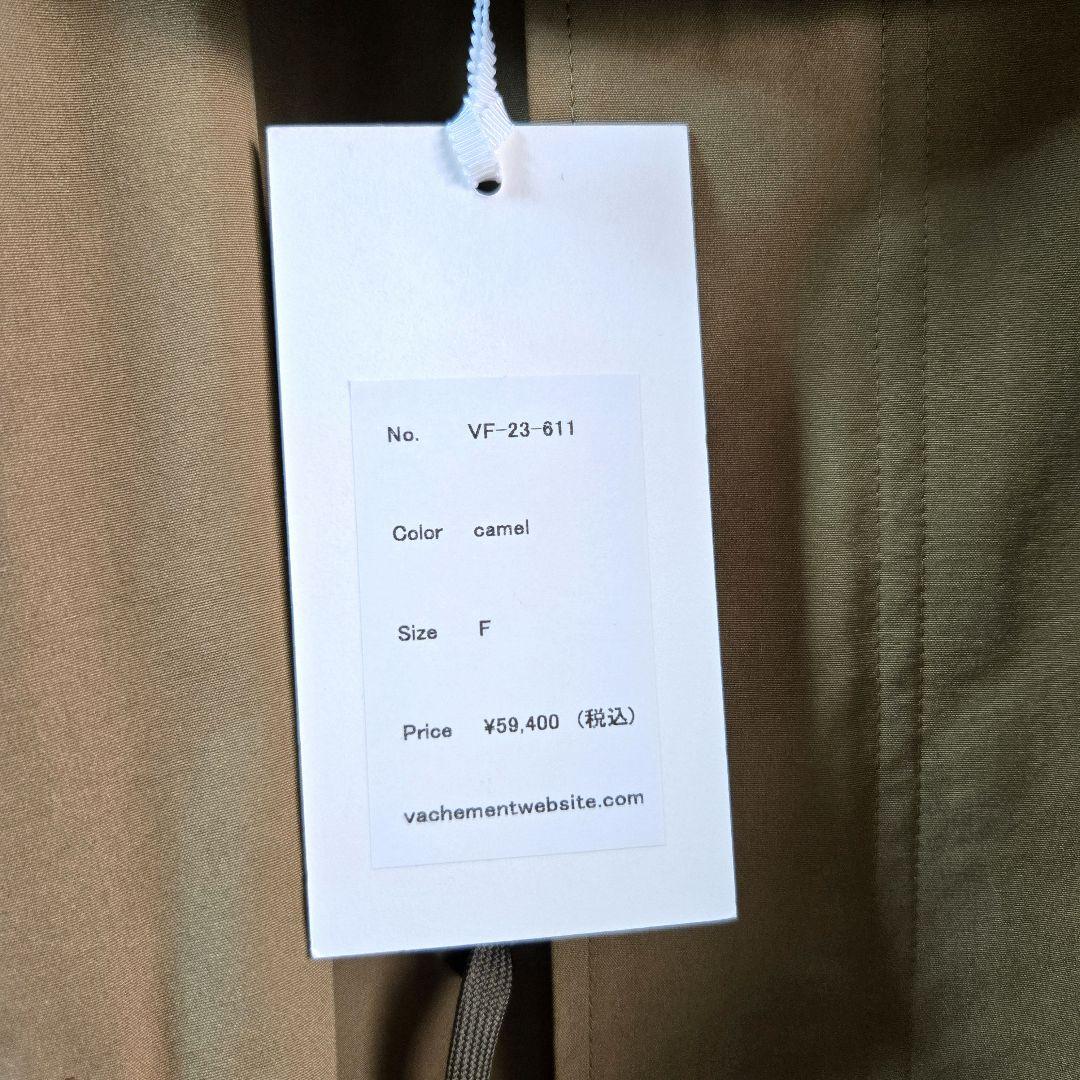 No. VF-23-611
Color camel
Size F
Price ¥59,400 (税込)
vachementwebsite.com